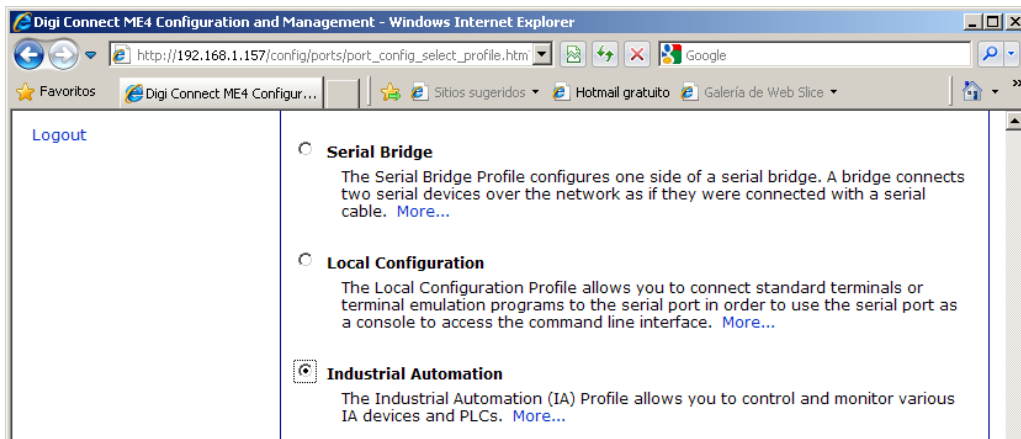 Digi Connect ME4 Configuration and Management - Windows Internet Explorer
http://192.168.1.157/config/ports/port_config_select_profile.htm
Google
Favoritos
Digi Connect ME4 Configur...
Sitios sugeridos
Hotmail gratuito
Galería de Web Slice
Logout
Serial Bridge
The Serial Bridge Profile configures one side of a serial bridge. A bridge connects
two serial devices over the network as if they were connected with a serial
cable. More...
Local Configuration
The Local Configuration Profile allows you to connect standard terminals or
terminal emulation programs to the serial port in order to use the serial port as
a console to access the command line interface. More...
Industrial Automation
The Industrial Automation (IA) Profile allows you to control and monitor various
IA devices and PLCs. More...